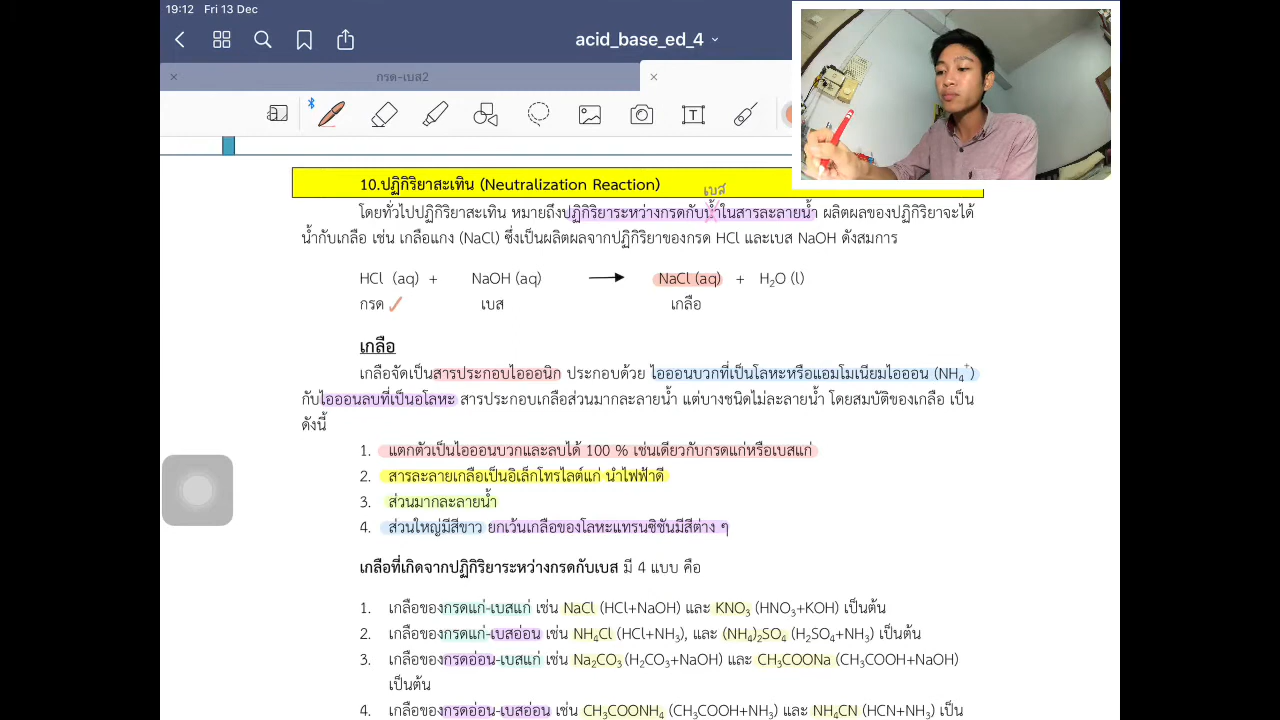 19:12 Fri 13 Dec
acid_base_ed_4
กรด-เบส2
10.ปฏิกิริยาสะเทิน (Neutralization Reaction)
เบส
โดยทั่วไปปฏิกิริยาสะเทิน หมายถึงปฏิกิริยาระหว่างกรดกับน้ำในสารละลายน้ำ ผลิตผลของปฏิกิริยาจะได้
น้ำกับเกลือ เช่น เกลือแกง (NaCl) ซึ่งเป็นผลิตผลจากปฏิกิริยาของกรด HCl และเบส NaOH ดังสมการ
HCl (aq) + NaOH (aq) ⟶ NaCl (aq) + H₂O (l)
กรด ✓ เบส เกลือ
เกลือ
เกลือจัดเป็นสารประกอบไอออนิก ประกอบด้วย ไอออนบวกที่เป็นโลหะหรือแอมโมเนียมไอออน (NH₄⁺)
กับไอออนลบที่เป็นอโลหะ สารประกอบเกลือส่วนมากละลายน้ำ แต่บางชนิดไม่ละลายน้ำ โดยสมบัติของเกลือ เป็น
ดังนี้
1. แตกตัวเป็นไอออนบวกและลบได้ 100 % เช่นเดียวกับกรดแก่หรือเบสแก่
2. สารละลายเกลือเป็นอิเล็กโทรไลต์แก่ นำไฟฟ้าดี
3. ส่วนมากละลายน้ำ
4. ส่วนใหญ่มีสีขาว ยกเว้นเกลือของโลหะแทรนซิชันมีสีต่าง ๆ
เกลือที่เกิดจากปฏิกิริยาระหว่างกรดกับเบส มี 4 แบบ คือ
1. เกลือของกรดแก่-เบสแก่ เช่น NaCl (HCl+NaOH) และ KNO₃ (HNO₃+KOH) เป็นต้น
2. เกลือของกรดแก่-เบสอ่อน เช่น NH₄Cl (HCl+NH₃), และ (NH₄)₂SO₄ (H₂SO₄+NH₃) เป็นต้น
3. เกลือของกรดอ่อน-เบสแก่ เช่น Na₂CO₃ (H₂CO₃+NaOH) และ CH₃COONa (CH₃COOH+NaOH)
เป็นต้น
4. เกลือของกรดอ่อน-เบสอ่อน เช่น CH₃COONH₄ (CH₃COOH+NH₃) และ NH₄CN (HCN+NH₃) เป็น